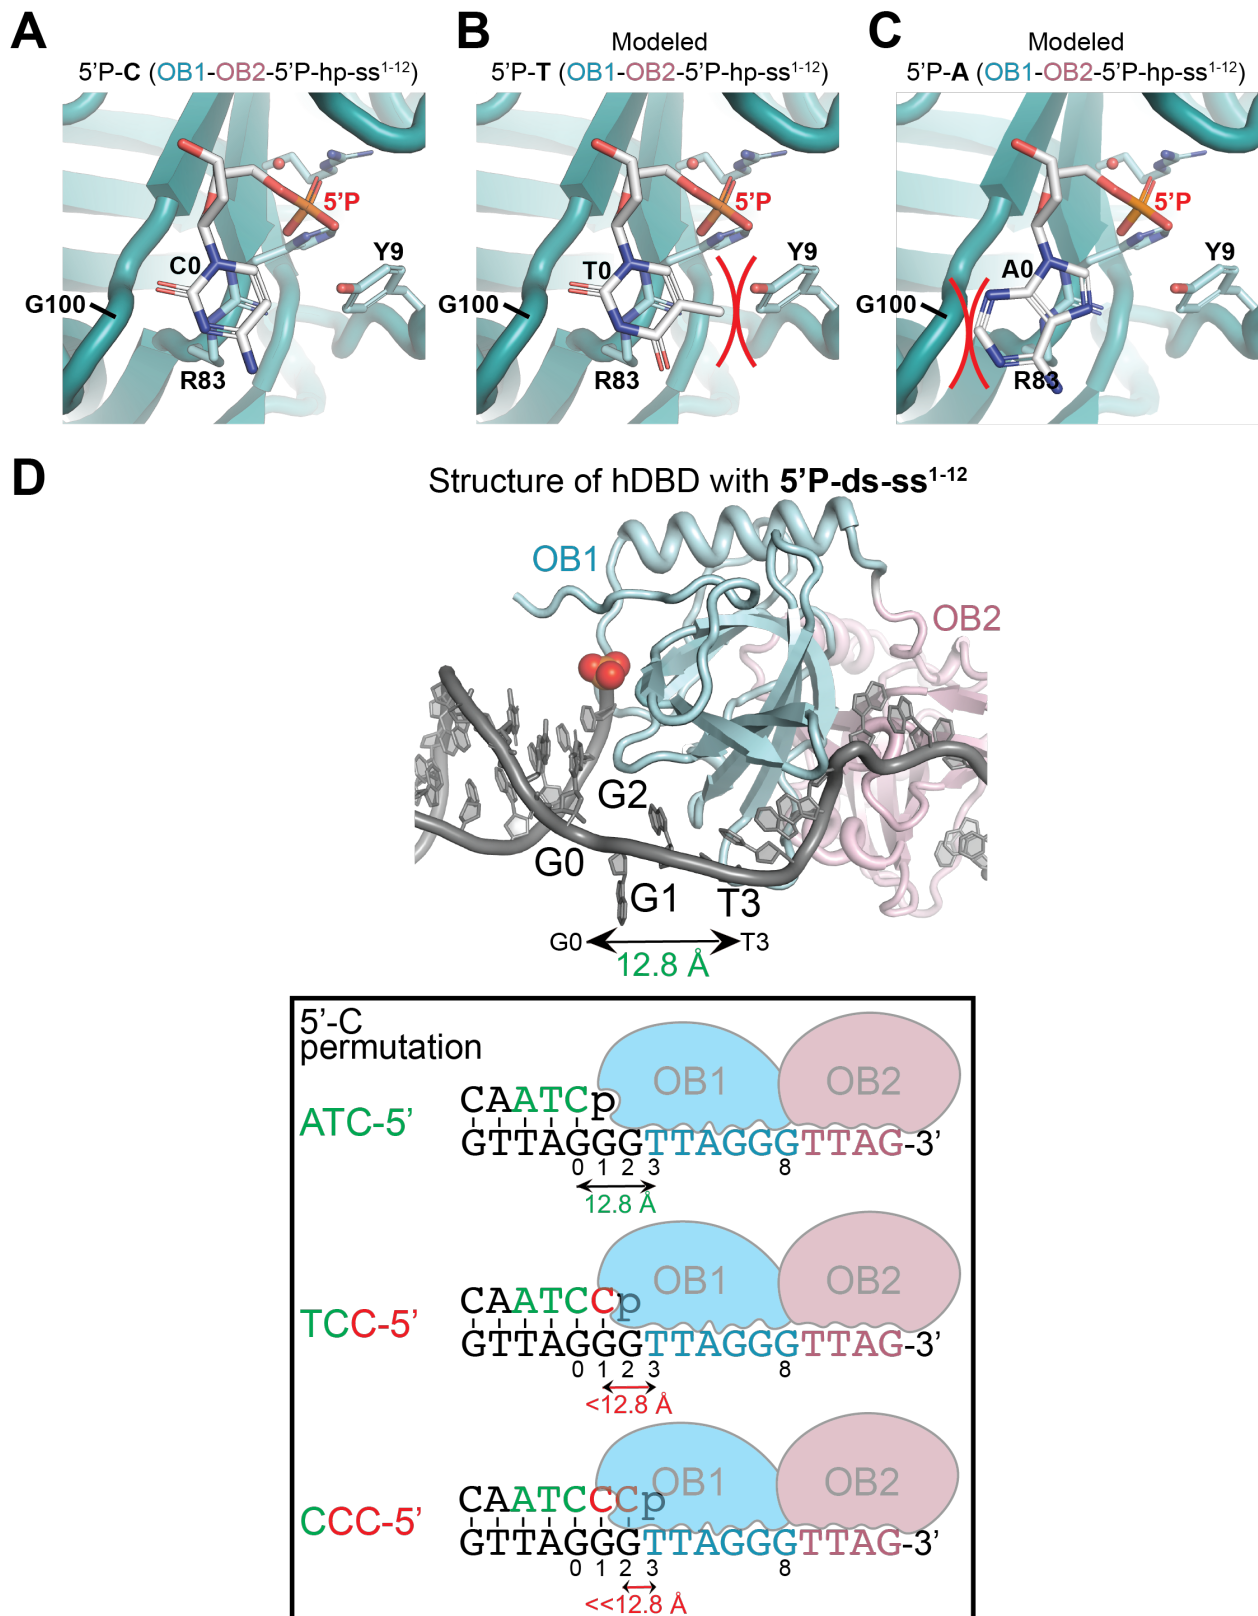 A
5'P-C (OB1-OB2-5'P-hp-ss1-12)
5'P
C0
Y9
G100
R83
B
Modeled
5'P-T (OB1-OB2-5'P-hp-ss1-12)
5'P
T0
Y9
G100
R83
C
Modeled
5'P-A (OB1-OB2-5'P-hp-ss1-12)
5'P
A0
Y9
G100
R83
D
Structure of hDBD with 5'P-ds-ss1-12
OB1
OB2
G2
G0
G1
T3
G0
T3
12.8 Å
5'-C
permutation
ATC-5'
OB1
OB2
CAATCp
GTTAGGGTTAGGGTTAG-3'
0 1 2 3 8
12.8 Å
TCC-5'
OB1
OB2
CAATCCp
GTTAGGGTTAGGGTTAG-3'
0 1 2 3 8
<12.8 Å
CCC-5'
OB1
OB2
CAATCCCp
GTTAGGGTTAGGGTTAG-3'
0 1 2 3 8
<<12.8 Å